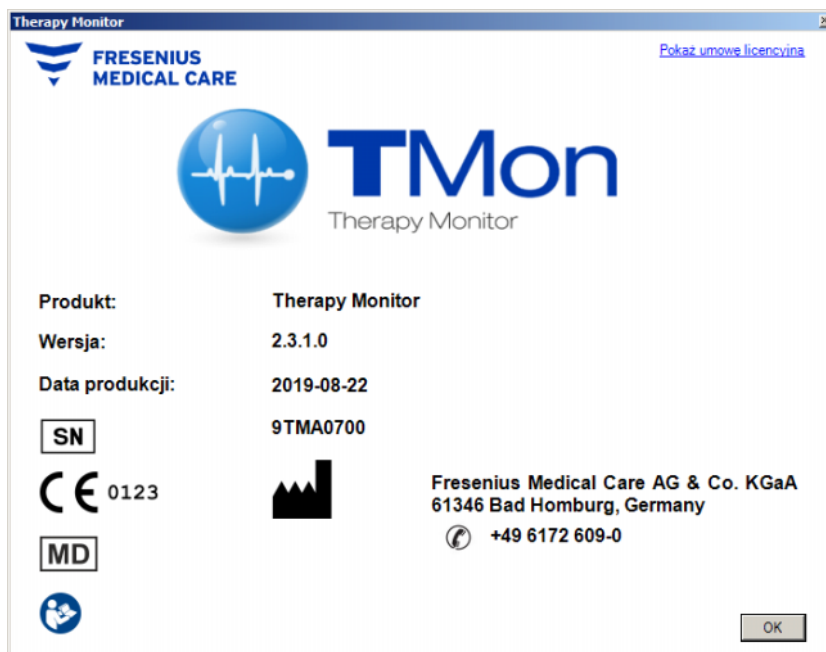 Therapy Monitor
FRESENIUS
MEDICAL CARE
Pokaż umowe licencyjna
TMon
Therapy Monitor
Produkt: Therapy Monitor
Wersja: 2.3.1.0
Data produkcji: 2019-08-22
SN 9TMA0700
CE 0123
Fresenius Medical Care AG & Co. KGaA
61346 Bad Homburg, Germany
+49 6172 609-0
MD
OK